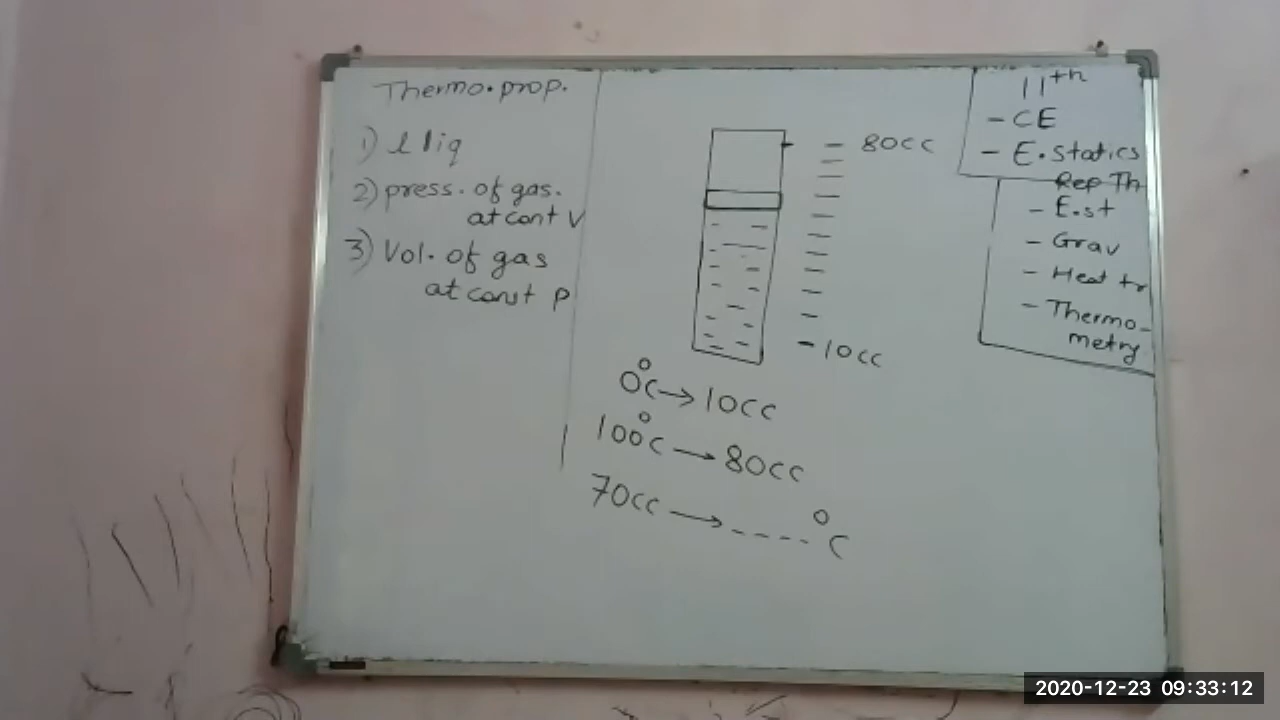 Thermo. prop.
1) l liq
2) press. of gas.
at cont V
3) Vol. of gas
at const P
80cc
10cc
0°C → 10cc
100°C → 80cc
70cc → ----- °C
11th
- CE
- E. statics
Rep Th
- E.st
- Grav
- Heat tr
- Thermo-
metry
2020-12-23 09:33:12